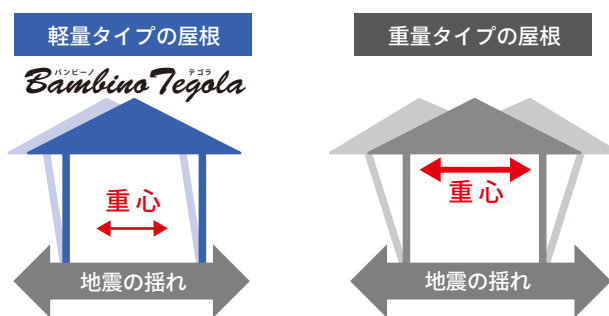 軽量タイプの屋根
バンビーノ テゴラ
Bambino Tegola
重心
地震の揺れ
重量タイプの屋根
重心
地震の揺れ